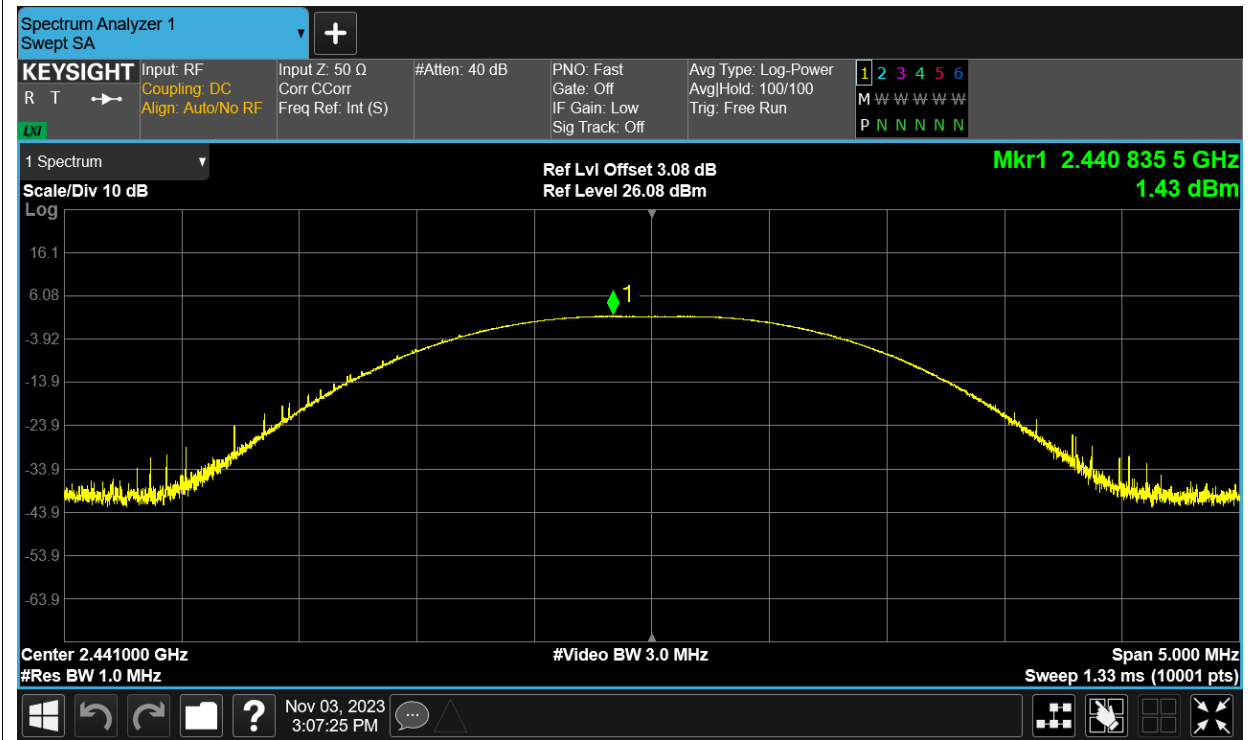 Spectrum Analyzer 1
Swept SA
KEYSIGHT
R T
LXI
Input: RF
Coupling: DC
Align: Auto/No RF
Input Z: 50 Ω
Corr CCorr
Freq Ref: Int (S)
#Atten: 40 dB
PNO: Fast
Gate: Off
IF Gain: Low
Sig Track: Off
Avg Type: Log-Power
Avg|Hold: 100/100
Trig: Free Run
1 2 3 4 5 6
M W W W W W
P N N N N N
1 Spectrum
Scale/Div 10 dB
Log
Ref Lvl Offset 3.08 dB
Ref Level 26.08 dBm
Mkr1 2.440 835 5 GHz
1.43 dBm
16.1
6.08
1
-3.92
-13.9
-23.9
-33.9
-43.9
-53.9
-63.9
Center 2.441000 GHz
#Res BW 1.0 MHz
#Video BW 3.0 MHz
Span 5.000 MHz
Sweep 1.33 ms (10001 pts)
?
Nov 03, 2023
3:07:25 PM